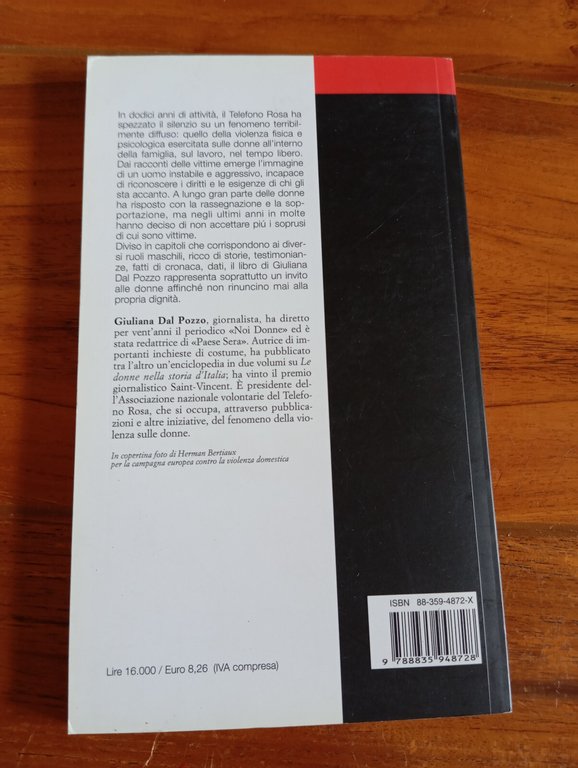 In dodici anni di attività, il Telefono Rosa ha
spezzato il silenzio su un fenomeno terribil-
mente diffuso: quello della violenza fisica e
psicologica esercitata sulle donne all'interno
della famiglia, sul lavoro, nel tempo libero.
Dai racconti delle vittime emerge l'immagine
di un uomo instabile e aggressivo, incapace
di riconoscere i diritti e le esigenze di chi gli
sta accanto. A lungo gran parte delle donne
ha risposto con la rassegnazione e la sop-
portazione, ma negli ultimi anni in molte
hanno deciso di non accettare piú i soprusi
di cui sono vittime.
Diviso in capitoli che corrispondono ai diver-
si ruoli maschili, ricco di storie, testimonian-
ze, fatti di cronaca, dati, il libro di Giuliana
Dal Pozzo rappresenta soprattutto un invito
alle donne affinché non rinuncino mai alla
propria dignità.
Giuliana Dal Pozzo, giornalista, ha diretto
per vent'anni il periodico «Noi Donne» ed è
stata redattrice di «Paese Sera». Autrice di im-
portanti inchieste di costume, ha pubblicato
tra l'altro un'enciclopedia in due volumi su Le
donne nella storia d'Italia; ha vinto il premio
giornalistico Saint-Vincent. È presidente del-
l'Associazione nazionale volontarie del Telefo-
no Rosa, che si occupa, attraverso pubblica-
zioni e altre iniziative, del fenomeno della vio-
lenza sulle donne.
In copertina foto di Herman Bertiaux
per la campagna europea contro la violenza domestica
ISBN 88-359-4872-X
9 788835 948728
Lire 16.000 / Euro 8,26 (IVA compresa)